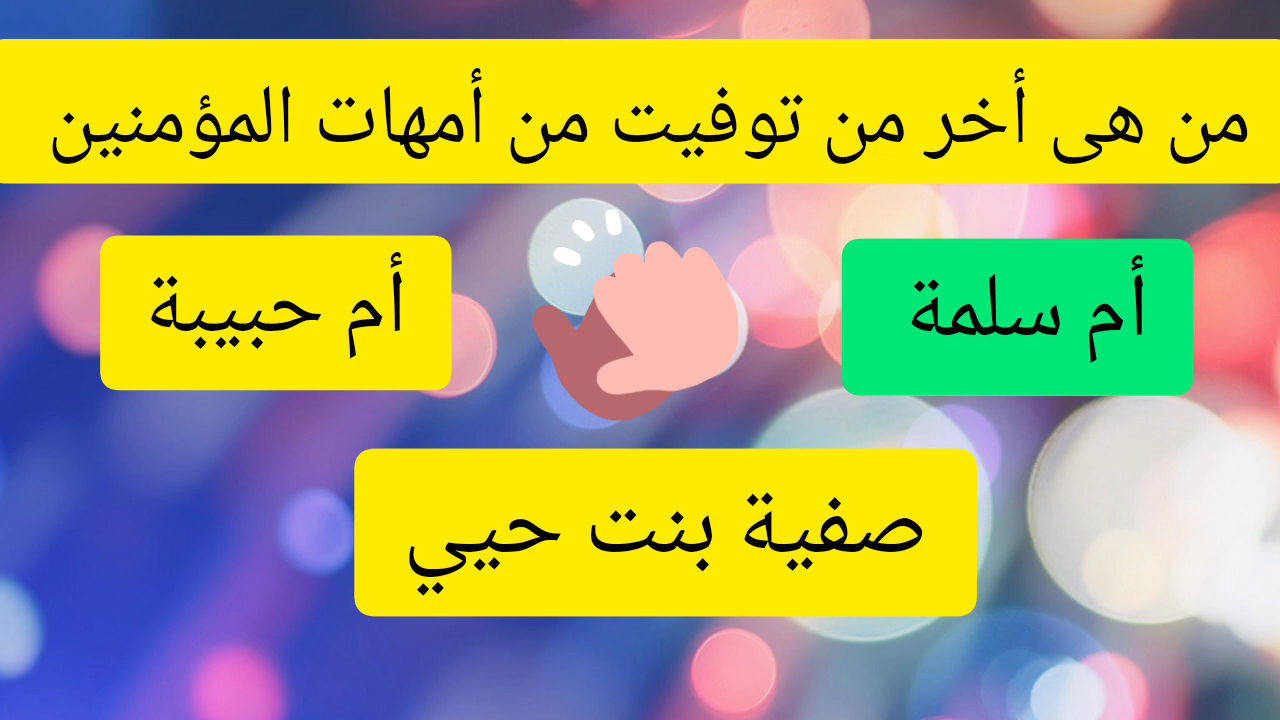 من هى أخر من توفيت من أمهات المؤمنين
أم سلمة
أم حبيبة
صفية بنت حيي